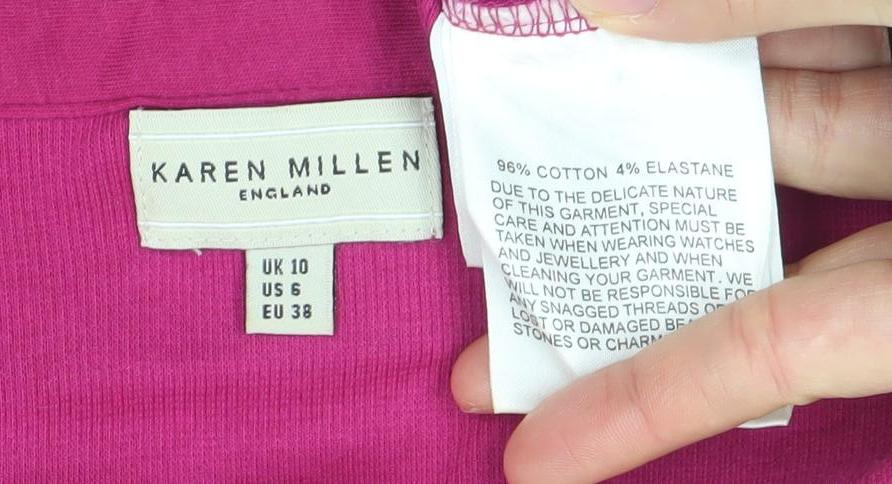 KAREN MILLEN
ENGLAND
UK 10
US 6
EU 38
96% COTTON 4% ELASTANE
DUE TO THE DELICATE NATURE
OF THIS GARMENT, SPECIAL
CARE AND ATTENTION MUST BE
TAKEN WHEN WEARING WATCHES
AND JEWELLERY AND WHEN
CLEANING YOUR GARMENT. WE
WILL NOT BE RESPONSIBLE FOR
ANY SNAGGED THREADS
LOST OR DAMAGED
STONES OR